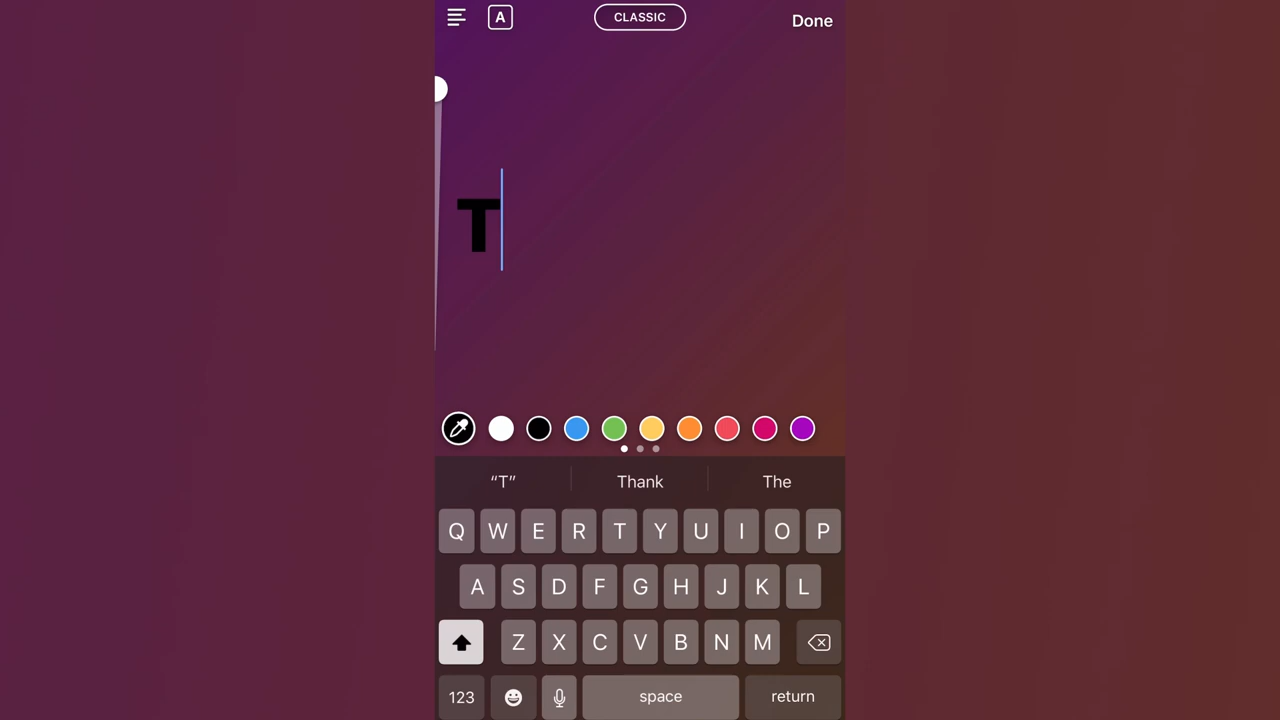 A CLASSIC Done
T
“T” Thank The
Q W E R T Y U I O P
A S D F G H J K L
Z X C V B N M
123 space return